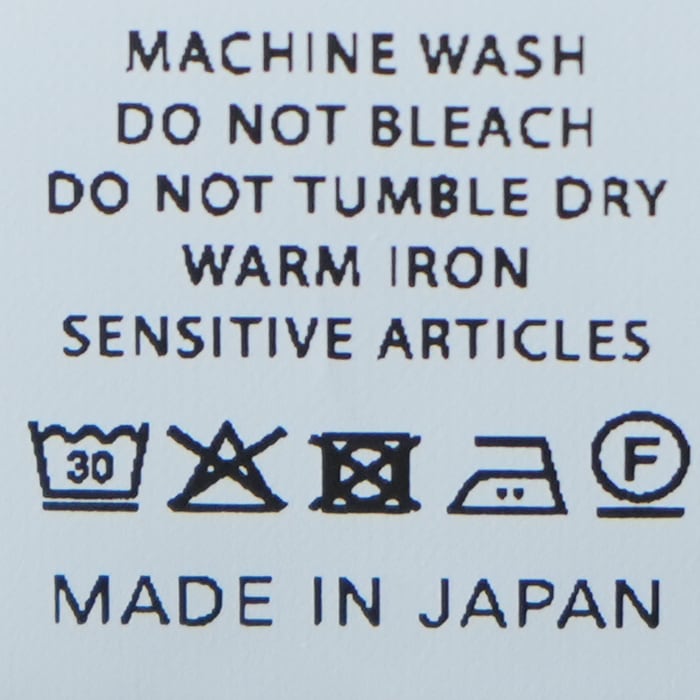 MACHINE WASH
DO NOT BLEACH
DO NOT TUMBLE DRY
WARM IRON
SENSITIVE ARTICLES
30 F
MADE IN JAPAN